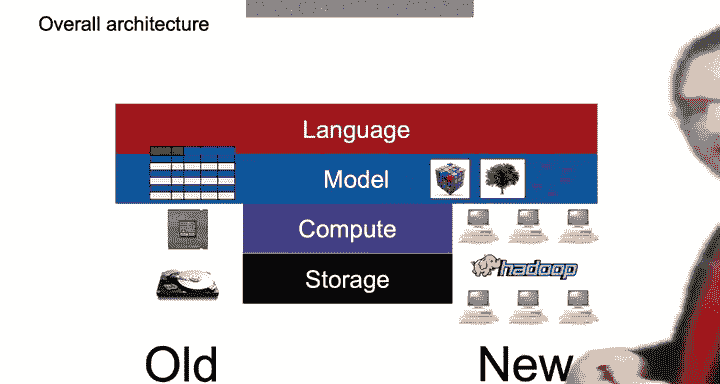 Overall architecture
Language
Model
Compute
hadoop
Storage
Old
New